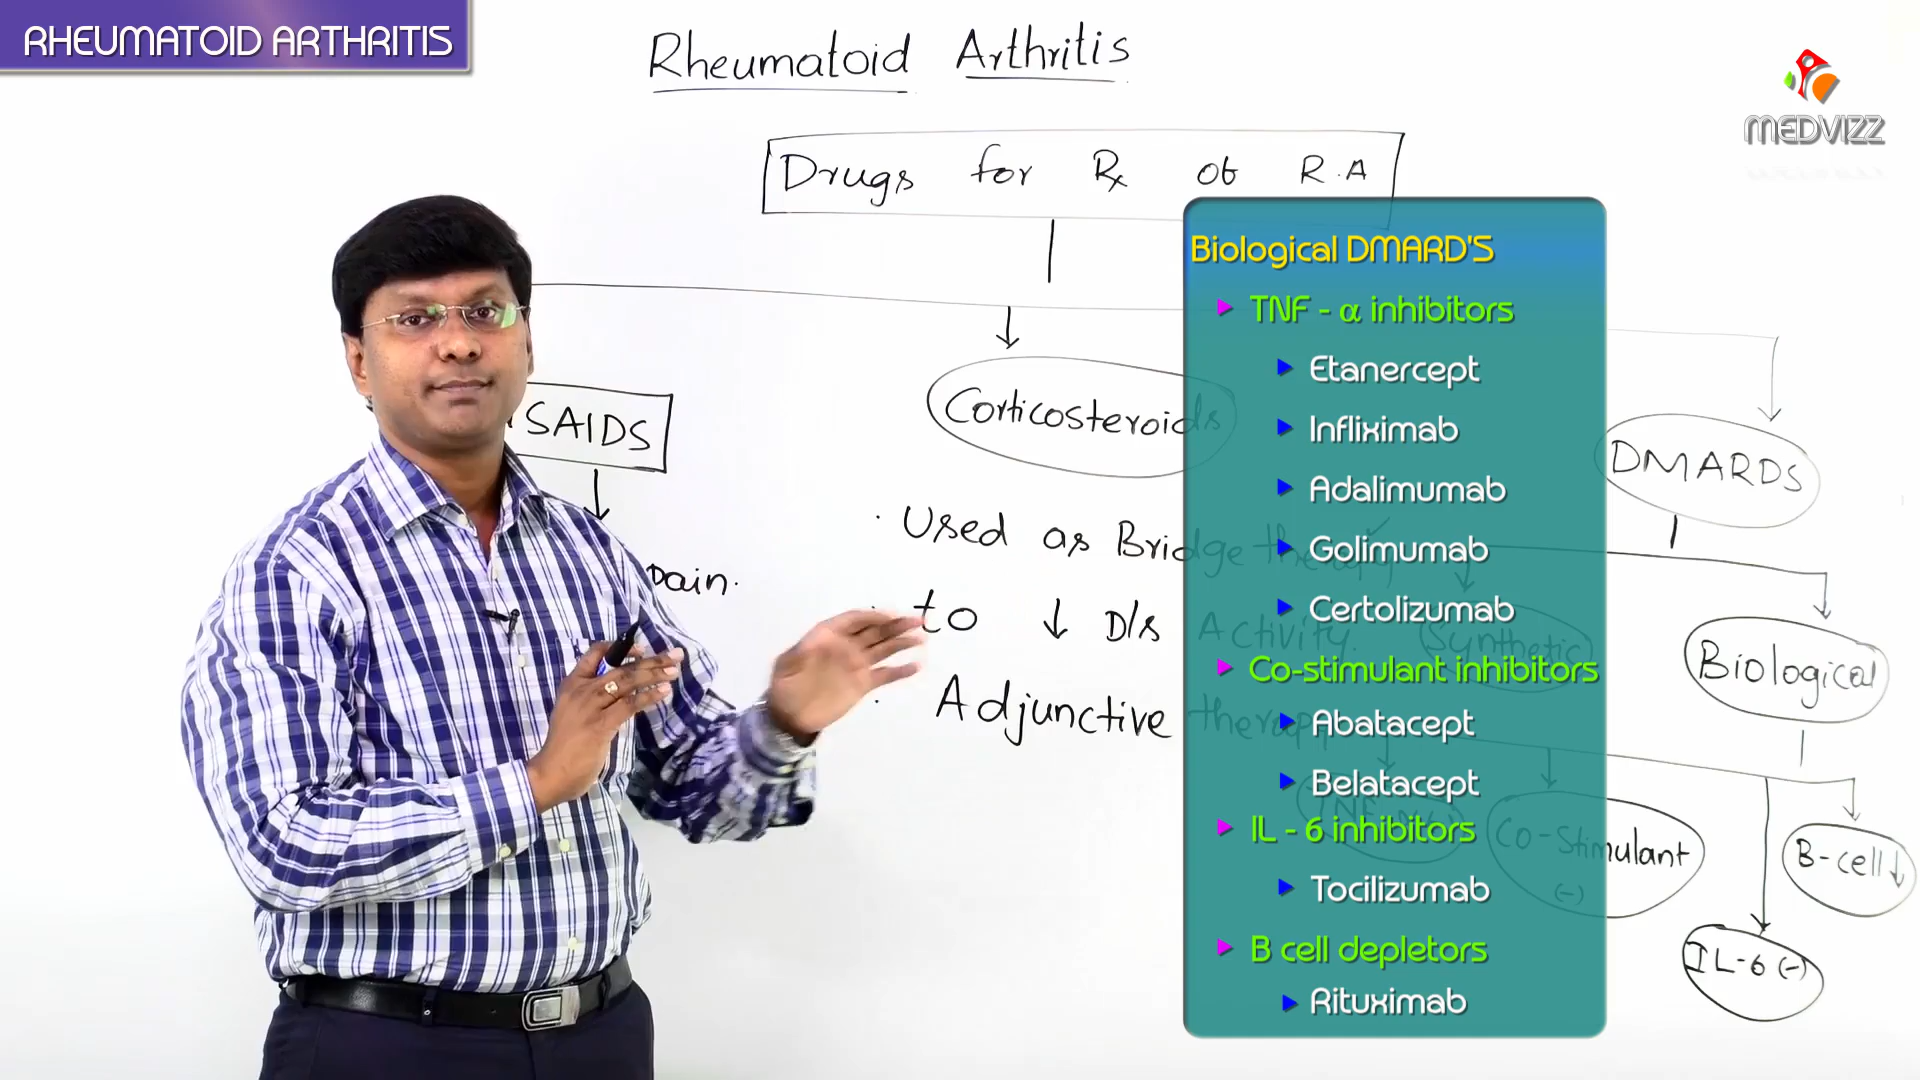 RHEUMATOID ARTHRITIS
Rheumatoid Arthritis
MEDVIZZ
Drugs for Rx of R.A
Biological DMARD'S
TNF - α inhibitors
Etanercept
Infliximab
Adalimumab
Golimumab
Certolizumab
Co-stimulant inhibitors
Abatacept
Belatacept
IL - 6 inhibitors
Tocilizumab
B cell depletors
Rituximab
SAIDS
Pain.
Corticosteroids
· Used as Bridge therapy
· to ↓ D/s Activity.
· Adjunctive therapy
DMARDS
Synthetic
Biological
Co-Stimulant
(-)
B-cell ↓
IL-6 (-)